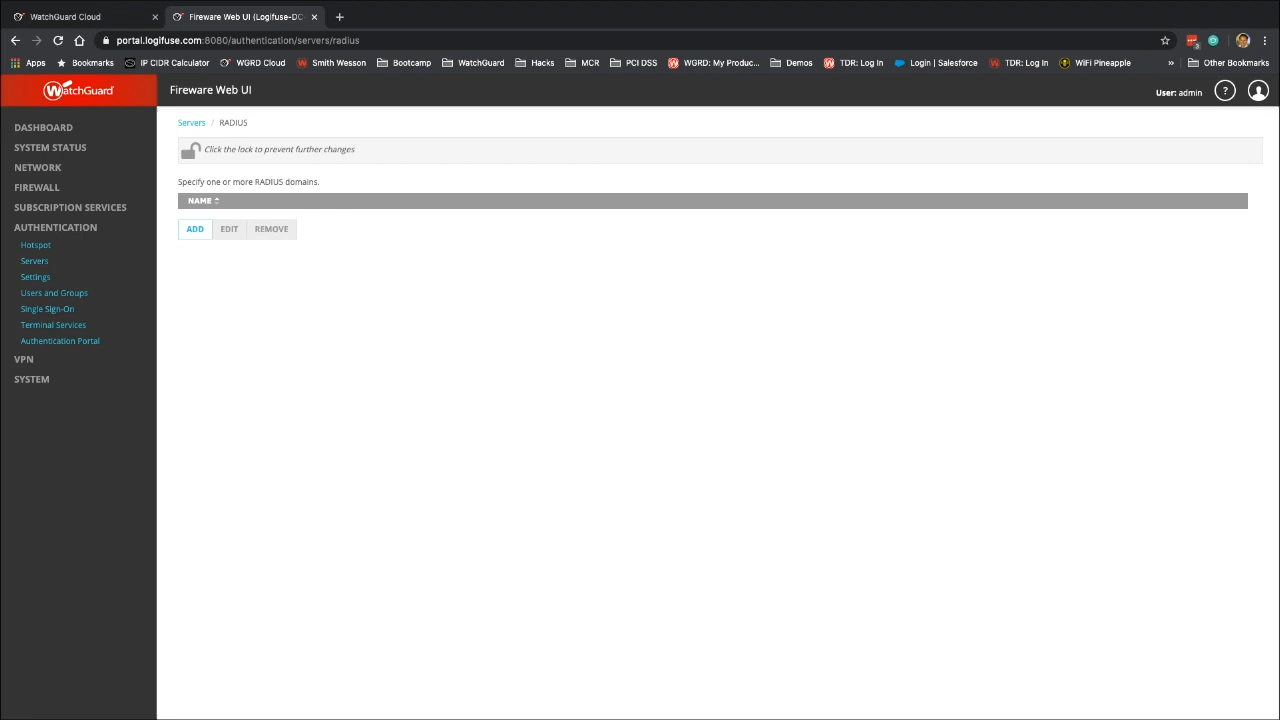 WatchGuard Cloud
Fireware Web UI (Logifuse-DC
portal.logifuse.com:8080/authentication/servers/radius
3
Apps
Bookmarks
IP CIDR Calculator
WGRD Cloud
Smith Wesson
Bootcamp
WatchGuard
Hacks
MCR
PCI DSS
WGRD: My Produc...
Demos
TDR: Log In
Login | Salesforce
TDR: Log In
WiFi Pineapple
»
Other Bookmarks
WatchGuard
Fireware Web UI
User: admin
?
DASHBOARD
SYSTEM STATUS
NETWORK
FIREWALL
SUBSCRIPTION SERVICES
AUTHENTICATION
Hotspot
Servers
Settings
Users and Groups
Single Sign-On
Terminal Services
Authentication Portal
VPN
SYSTEM
Servers / RADIUS
Click the lock to prevent further changes
Specify one or more RADIUS domains.
NAME
ADD EDIT REMOVE